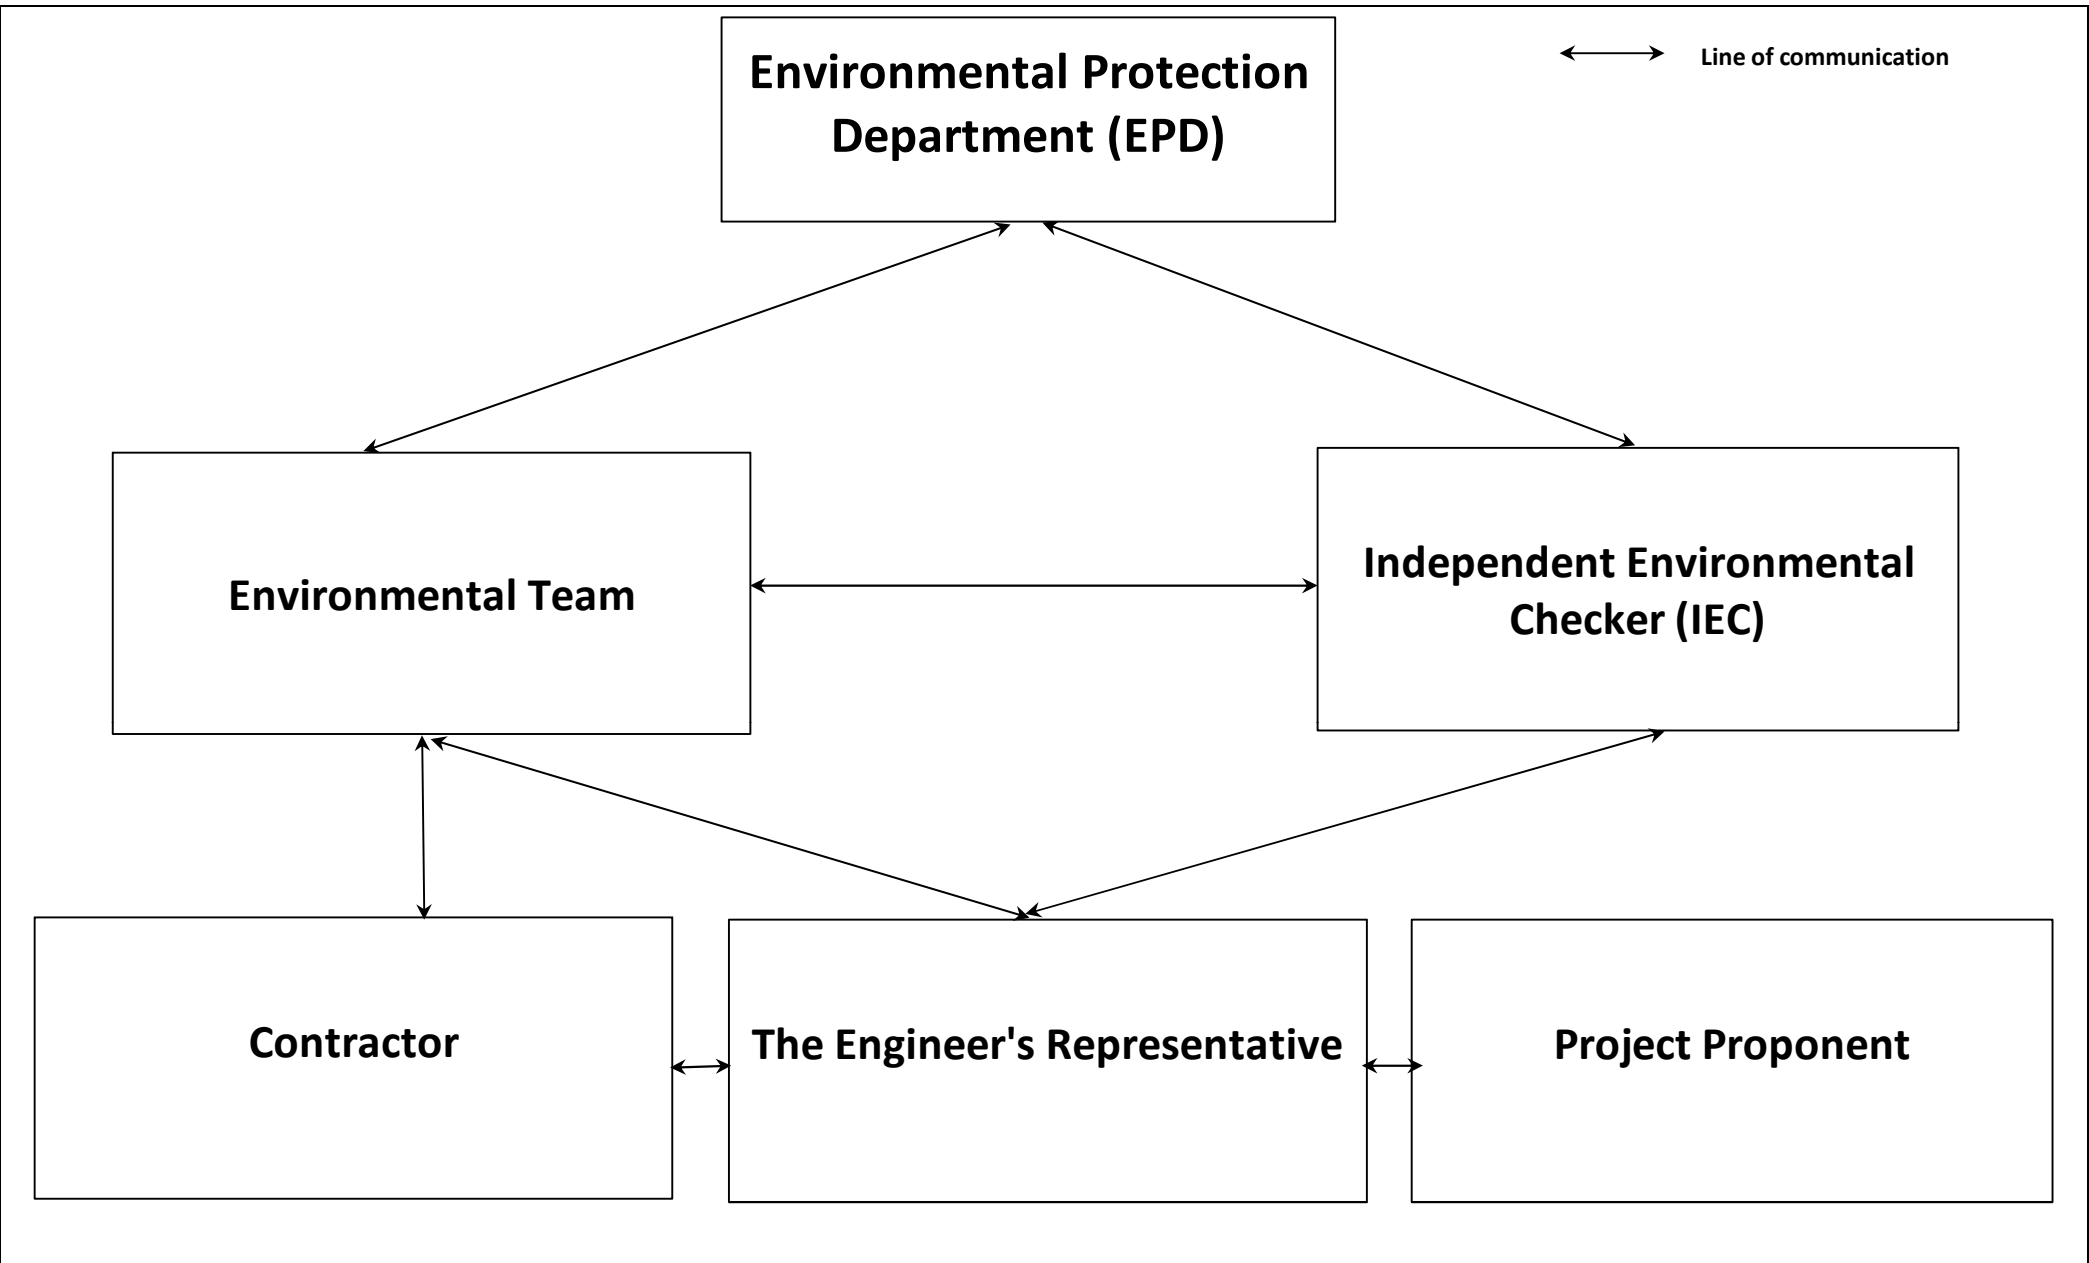 Environmental Protection
Department (EPD)
Line of communication
Environmental Team
Independent Environmental
Checker (IEC)
Contractor
The Engineer's Representative
Project Proponent